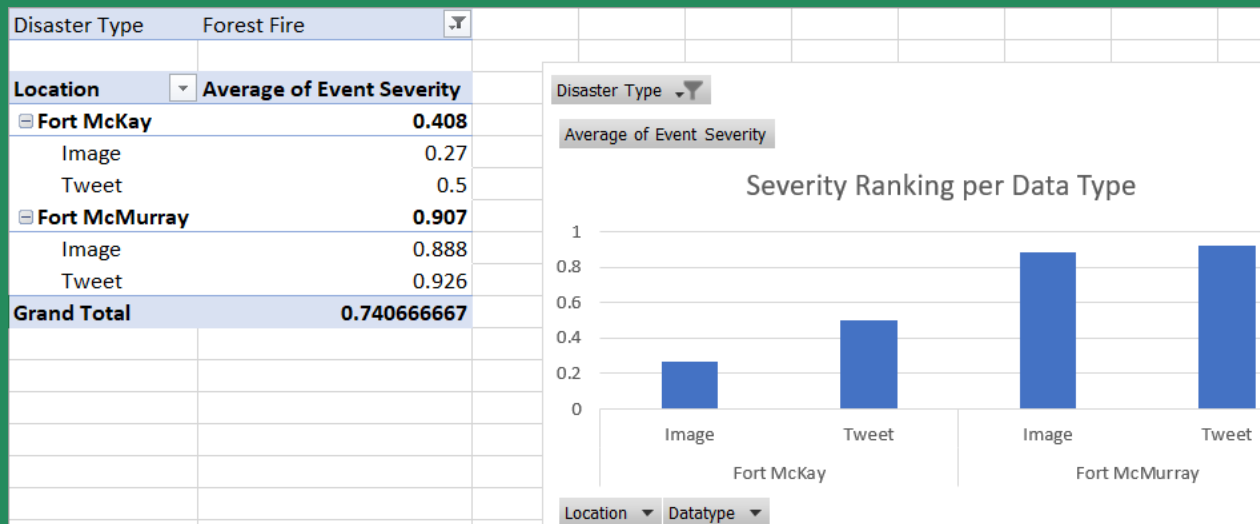 Disaster Type Forest Fire
Location Average of Event Severity
Fort McKay 0.408
Image 0.27
Tweet 0.5
Fort McMurray 0.907
Image 0.888
Tweet 0.926
Grand Total 0.740666667
Disaster Type
Average of Event Severity
Severity Ranking per Data Type
1
0.8
0.6
0.4
0.2
0
Image Tweet Image Tweet
Fort McKay Fort McMurray
Location Datatype